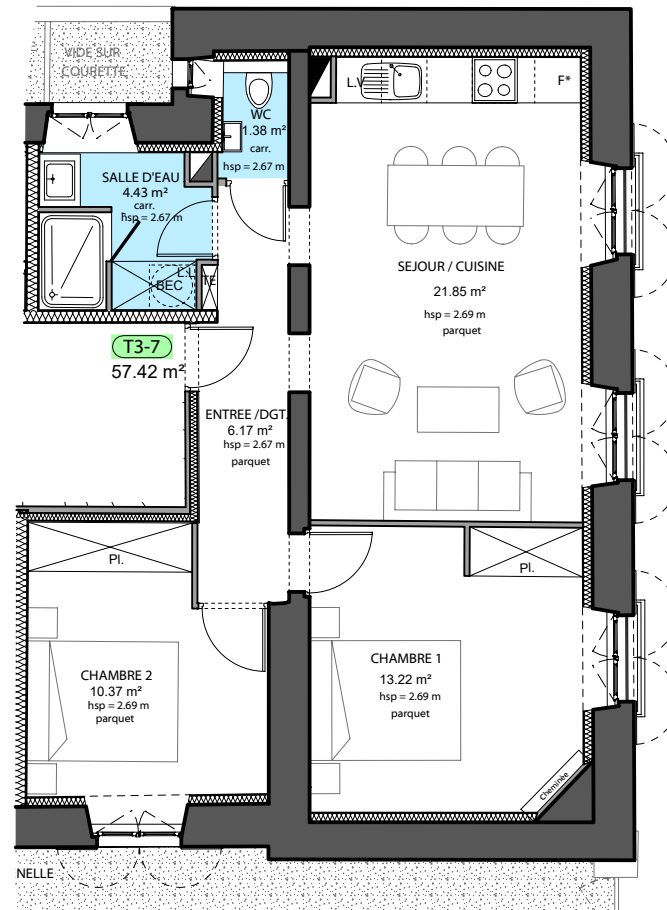 VIDE SUR
COURETTE
WC
1.38 m²
carr.
hsp = 2.67 m
L.V
F*
SALLE D'EAU
4.43 m²
carr.
hsp = 2.67 m
L.L
BEC
TE
SEJOUR / CUISINE
21.85 m²
hsp = 2.69 m
parquet
T3-7
57.42 m²
ENTREE /DGT.
6.17 m²
hsp = 2.67 m
parquet
Pl.
Pl.
CHAMBRE 2
10.37 m²
hsp = 2.69 m
parquet
CHAMBRE 1
13.22 m²
hsp = 2.69 m
parquet
Cheminée
NELLE